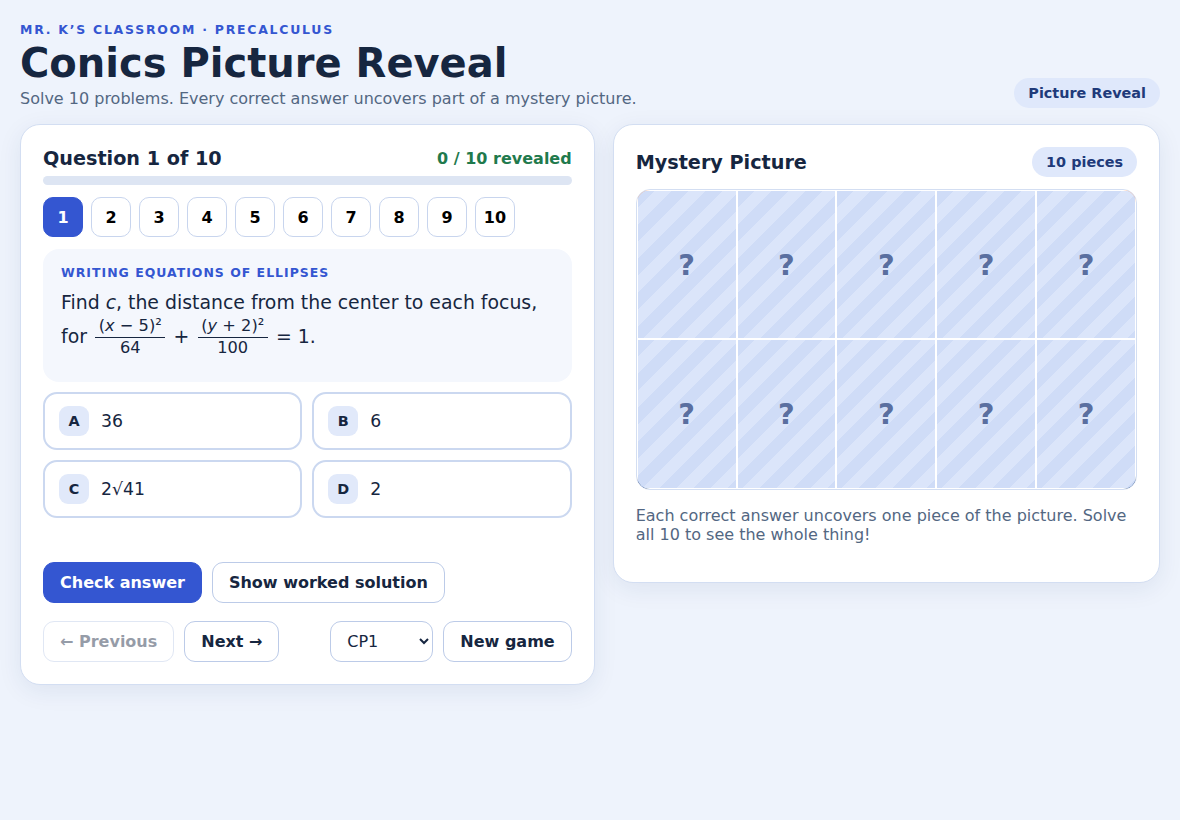 MR. K’S CLASSROOM · PRECALCULUS
Conics Picture Reveal
Solve 10 problems. Every correct answer uncovers part of a mystery picture.
Picture Reveal
Question 1 of 10
0 / 10 revealed
1 2 3 4 5 6 7 8 9 10
WRITING EQUATIONS OF ELLIPSES
Find c, the distance from the center to each focus,
for (x − 5)²/64 + (y + 2)²/100 = 1.
A 36
B 6
C 2√41
D 2
Check answer
Show worked solution
← Previous
Next →
CP1
New game
Mystery Picture
10 pieces
? ? ? ? ?
? ? ? ? ?
Each correct answer uncovers one piece of the picture. Solve
all 10 to see the whole thing!